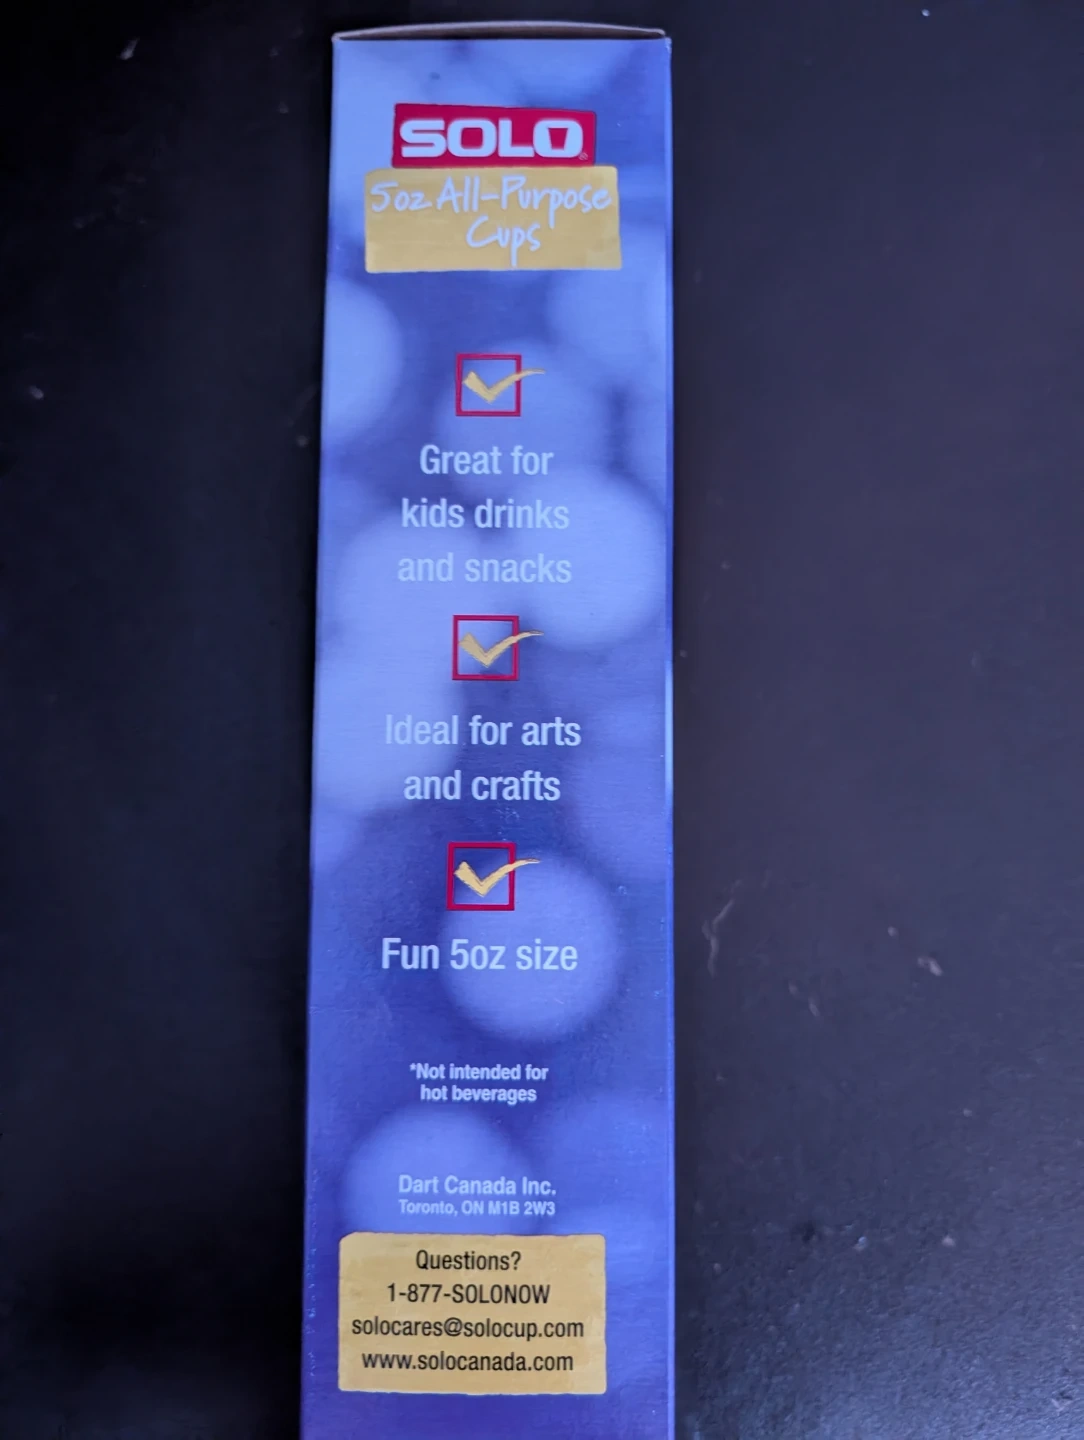 SOLO
5oz All-Purpose
Cups
Great for
kids drinks
and snacks
Ideal for arts
and crafts
Fun 5oz size
*Not intended for
hot beverages
Dart Canada Inc.
Toronto, ON M1B 2W3
Questions?
1-877-SOLONOW
solocares@solocup.com
www.solocanada.com